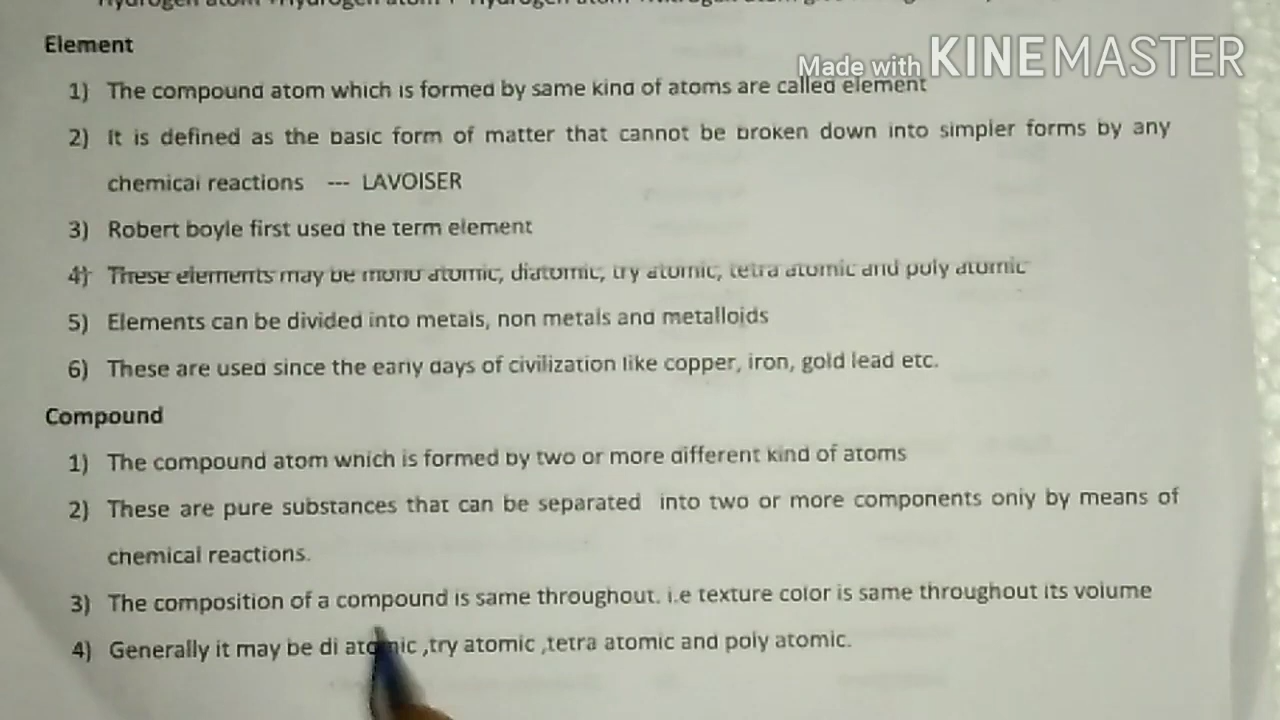 Element
Made with KINEMASTER
1) The compound atom which is formed by same kind of atoms are called element
2) It is defined as the basic form of matter that cannot be broken down into simpler forms by any
chemical reactions --- LAVOISER
3) Robert boyle first used the term element
4) These elements may be mono atomic, diatomic, try atomic, tetra atomic and poly atomic
5) Elements can be divided into metals, non metals and metalloids
6) These are used since the early days of civilization like copper, iron, gold lead etc.
Compound
1) The compound atom which is formed by two or more different kind of atoms
2) These are pure substances that can be separated into two or more components only by means of
chemical reactions.
3) The composition of a compound is same throughout. i.e texture color is same throughout its volume
4) Generally it may be di atomic ,try atomic ,tetra atomic and poly atomic.